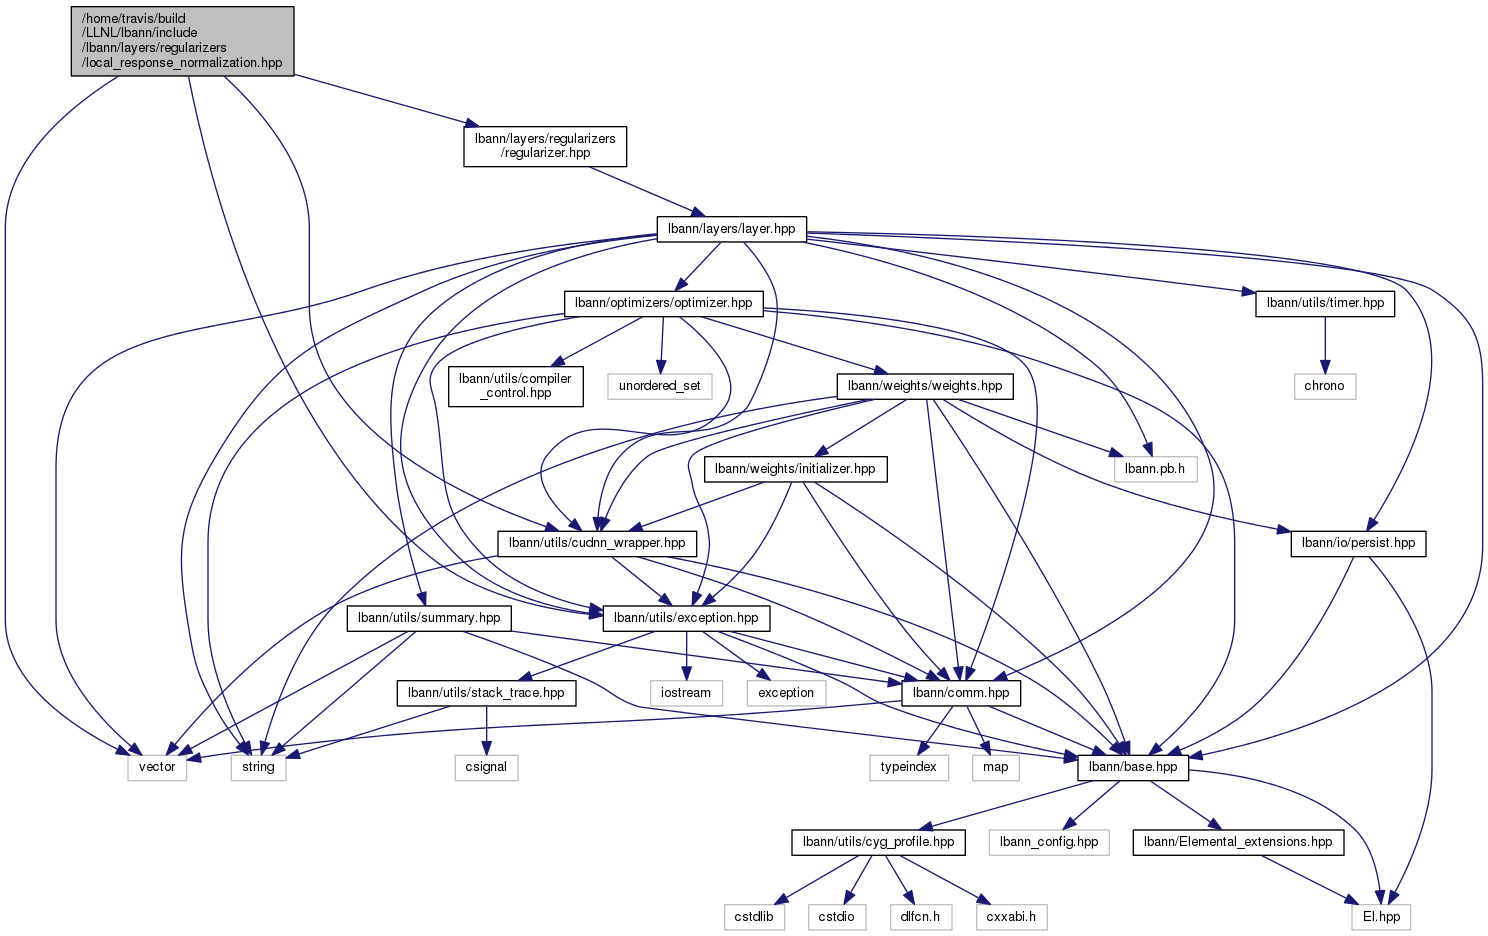 /home/travis/build
/LLNL/lbann/include
/lbann/layers/regularizers
/local_response_normalization.hpp
lbann/layers/regularizers
/regularizer.hpp
lbann/layers/layer.hpp
lbann/optimizers/optimizer.hpp
lbann/utils/timer.hpp
lbann/utils/compiler
_control.hpp
unordered_set
lbann/weights/weights.hpp
chrono
lbann/weights/initializer.hpp
lbann.pb.h
lbann/utils/cudnn_wrapper.hpp
lbann/io/persist.hpp
lbann/utils/summary.hpp
lbann/utils/exception.hpp
lbann/utils/stack_trace.hpp
iostream
exception
lbann/comm.hpp
vector
string
csignal
typeindex
map
lbann/base.hpp
lbann/utils/cyg_profile.hpp
lbann_config.hpp
lbann/Elemental_extensions.hpp
cstdlib
cstdio
dlfcn.h
cxxabi.h
El.hpp